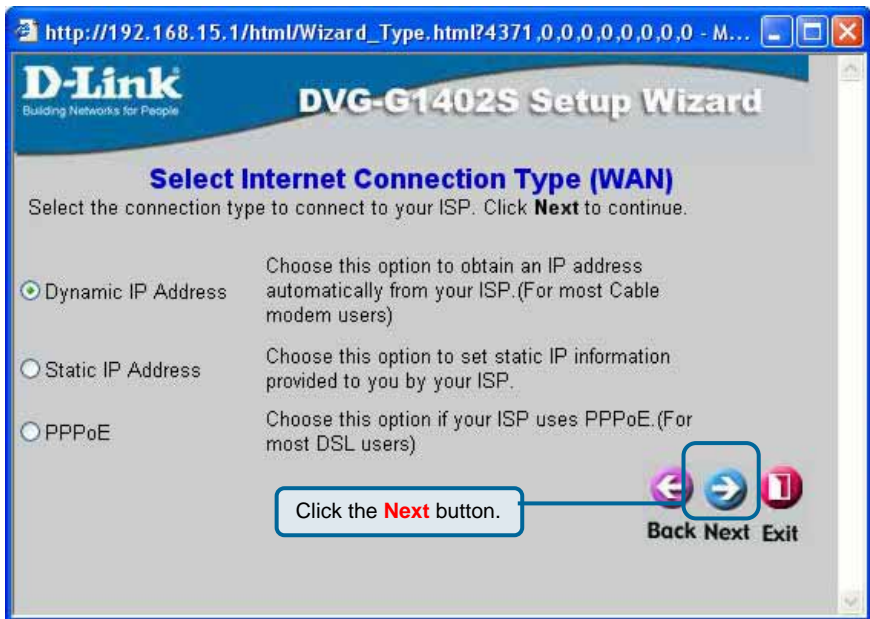 http://192.168.15.1/html/Wizard_Type.html?4371,0,0,0,0,0,0,0,0 - M...
D-Link
Building Networks for People
DVG-G1402S Setup Wizard
Select Internet Connection Type (WAN)
Select the connection type to connect to your ISP. Click Next to continue.
Dynamic IP Address
Choose this option to obtain an IP address
automatically from your ISP.(For most Cable
modem users)
Static IP Address
Choose this option to set static IP information
provided to you by your ISP.
PPPoE
Choose this option if your ISP uses PPPoE.(For
most DSL users)
Click the Next button.
Back Next Exit